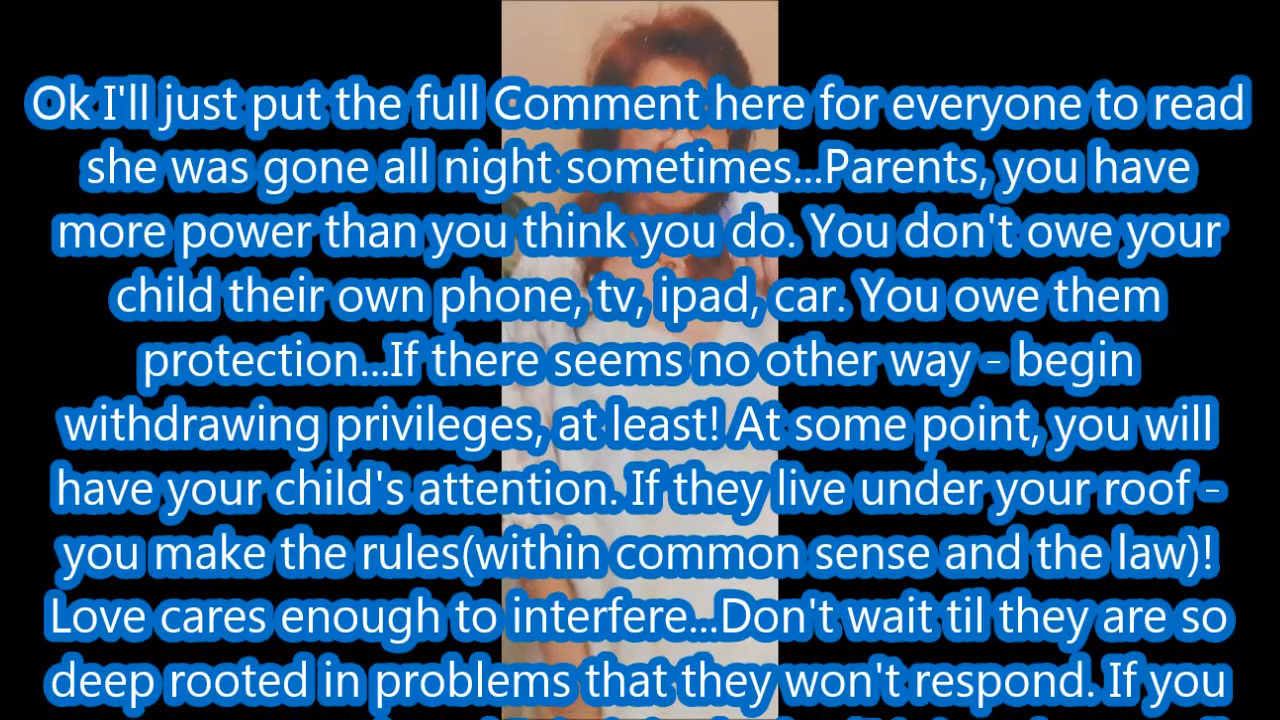 Ok I'll just put the full Comment here for everyone to read
she was gone all night sometimes...Parents, you have
more power than you think you do. You don't owe your
child their own phone, tv, ipad, car. You owe them
protection...If there seems no other way - begin
withdrawing privileges, at least! At some point, you will
have your child's attention. If they live under your roof -
you make the rules(within common sense and the law)!
Love cares enough to interfere...Don't wait til they are so
deep rooted in problems that they won't respond. If you